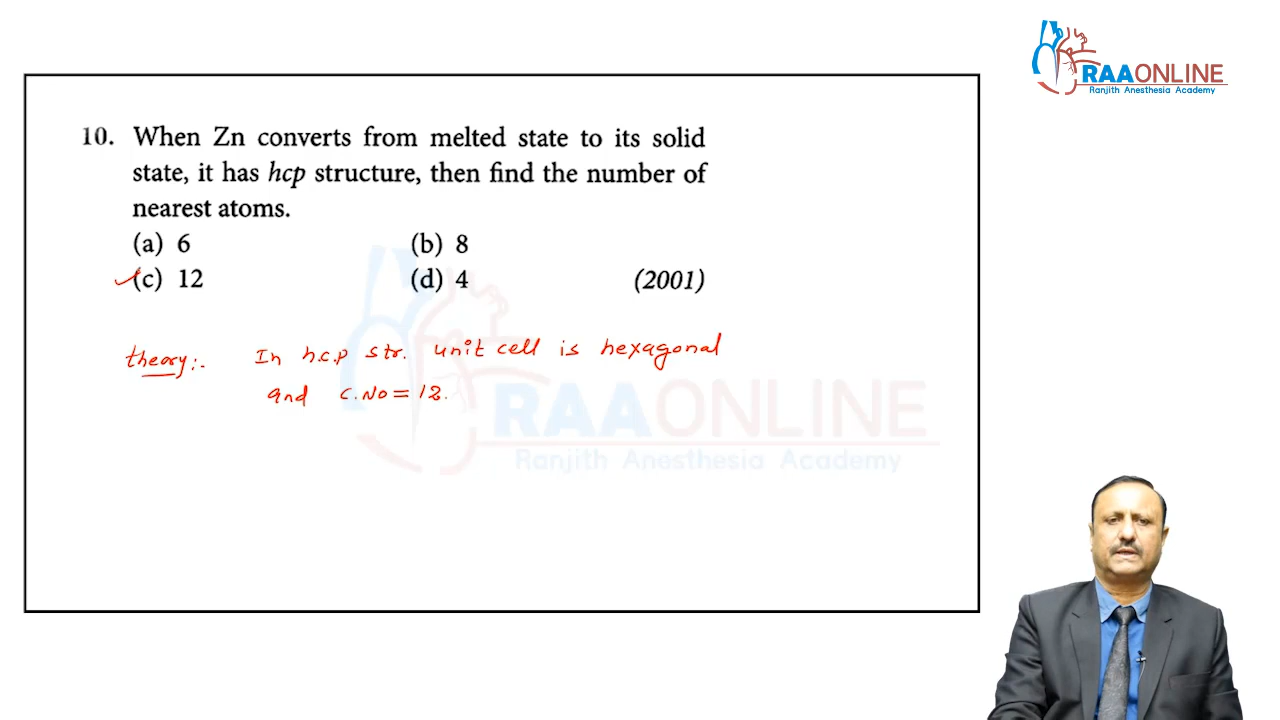 RAAONLINE
Ranjith Anesthesia Academy
10. When Zn converts from melted state to its solid
state, it has hcp structure, then find the number of
nearest atoms.
(a) 6 (b) 8
(c) 12 (d) 4 (2001)
theory:- In h.c.p str. unit cell is hexagonal
and C.No = 12.
RAAONLINE
Ranjith Anesthesia Academy